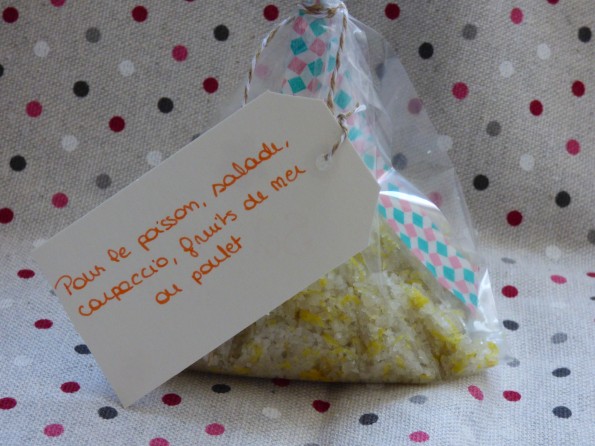 Pour le poisson, salade,
carpaccio, fruits de mer
ou poulet